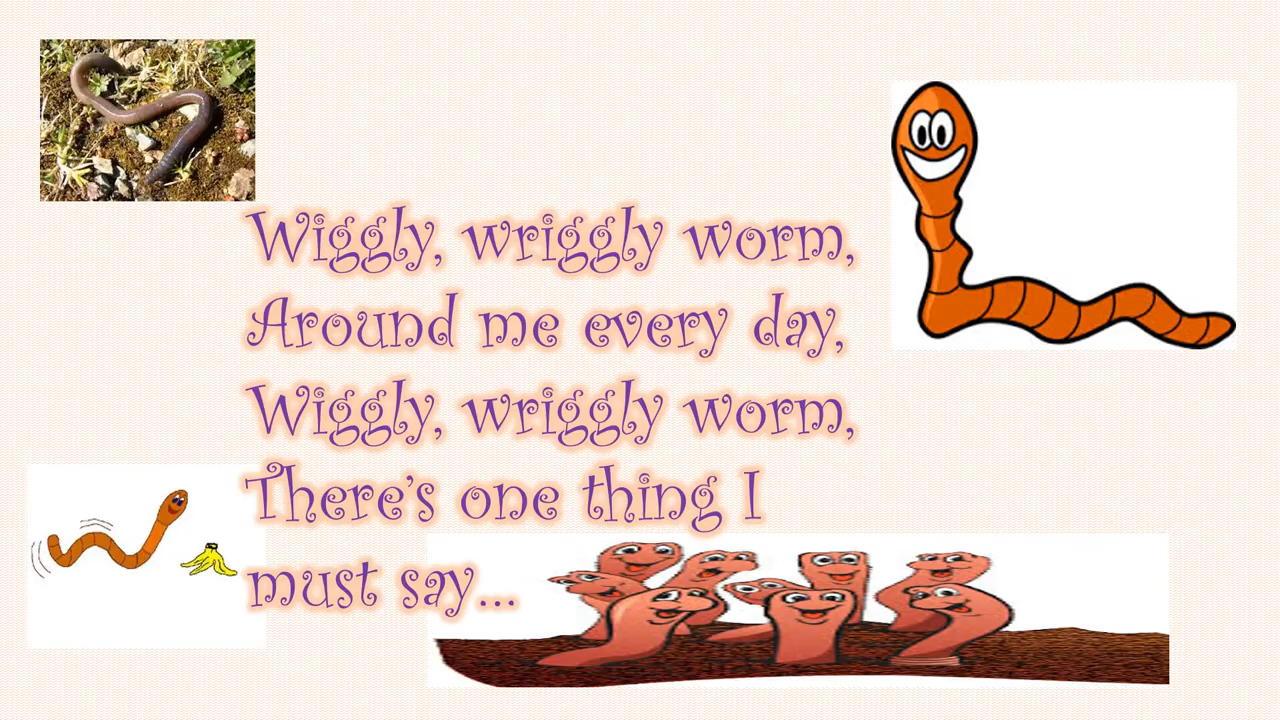 Wiggly, wriggly worm,
Around me every day,
Wiggly, wriggly worm,
There’s one thing I
must say…